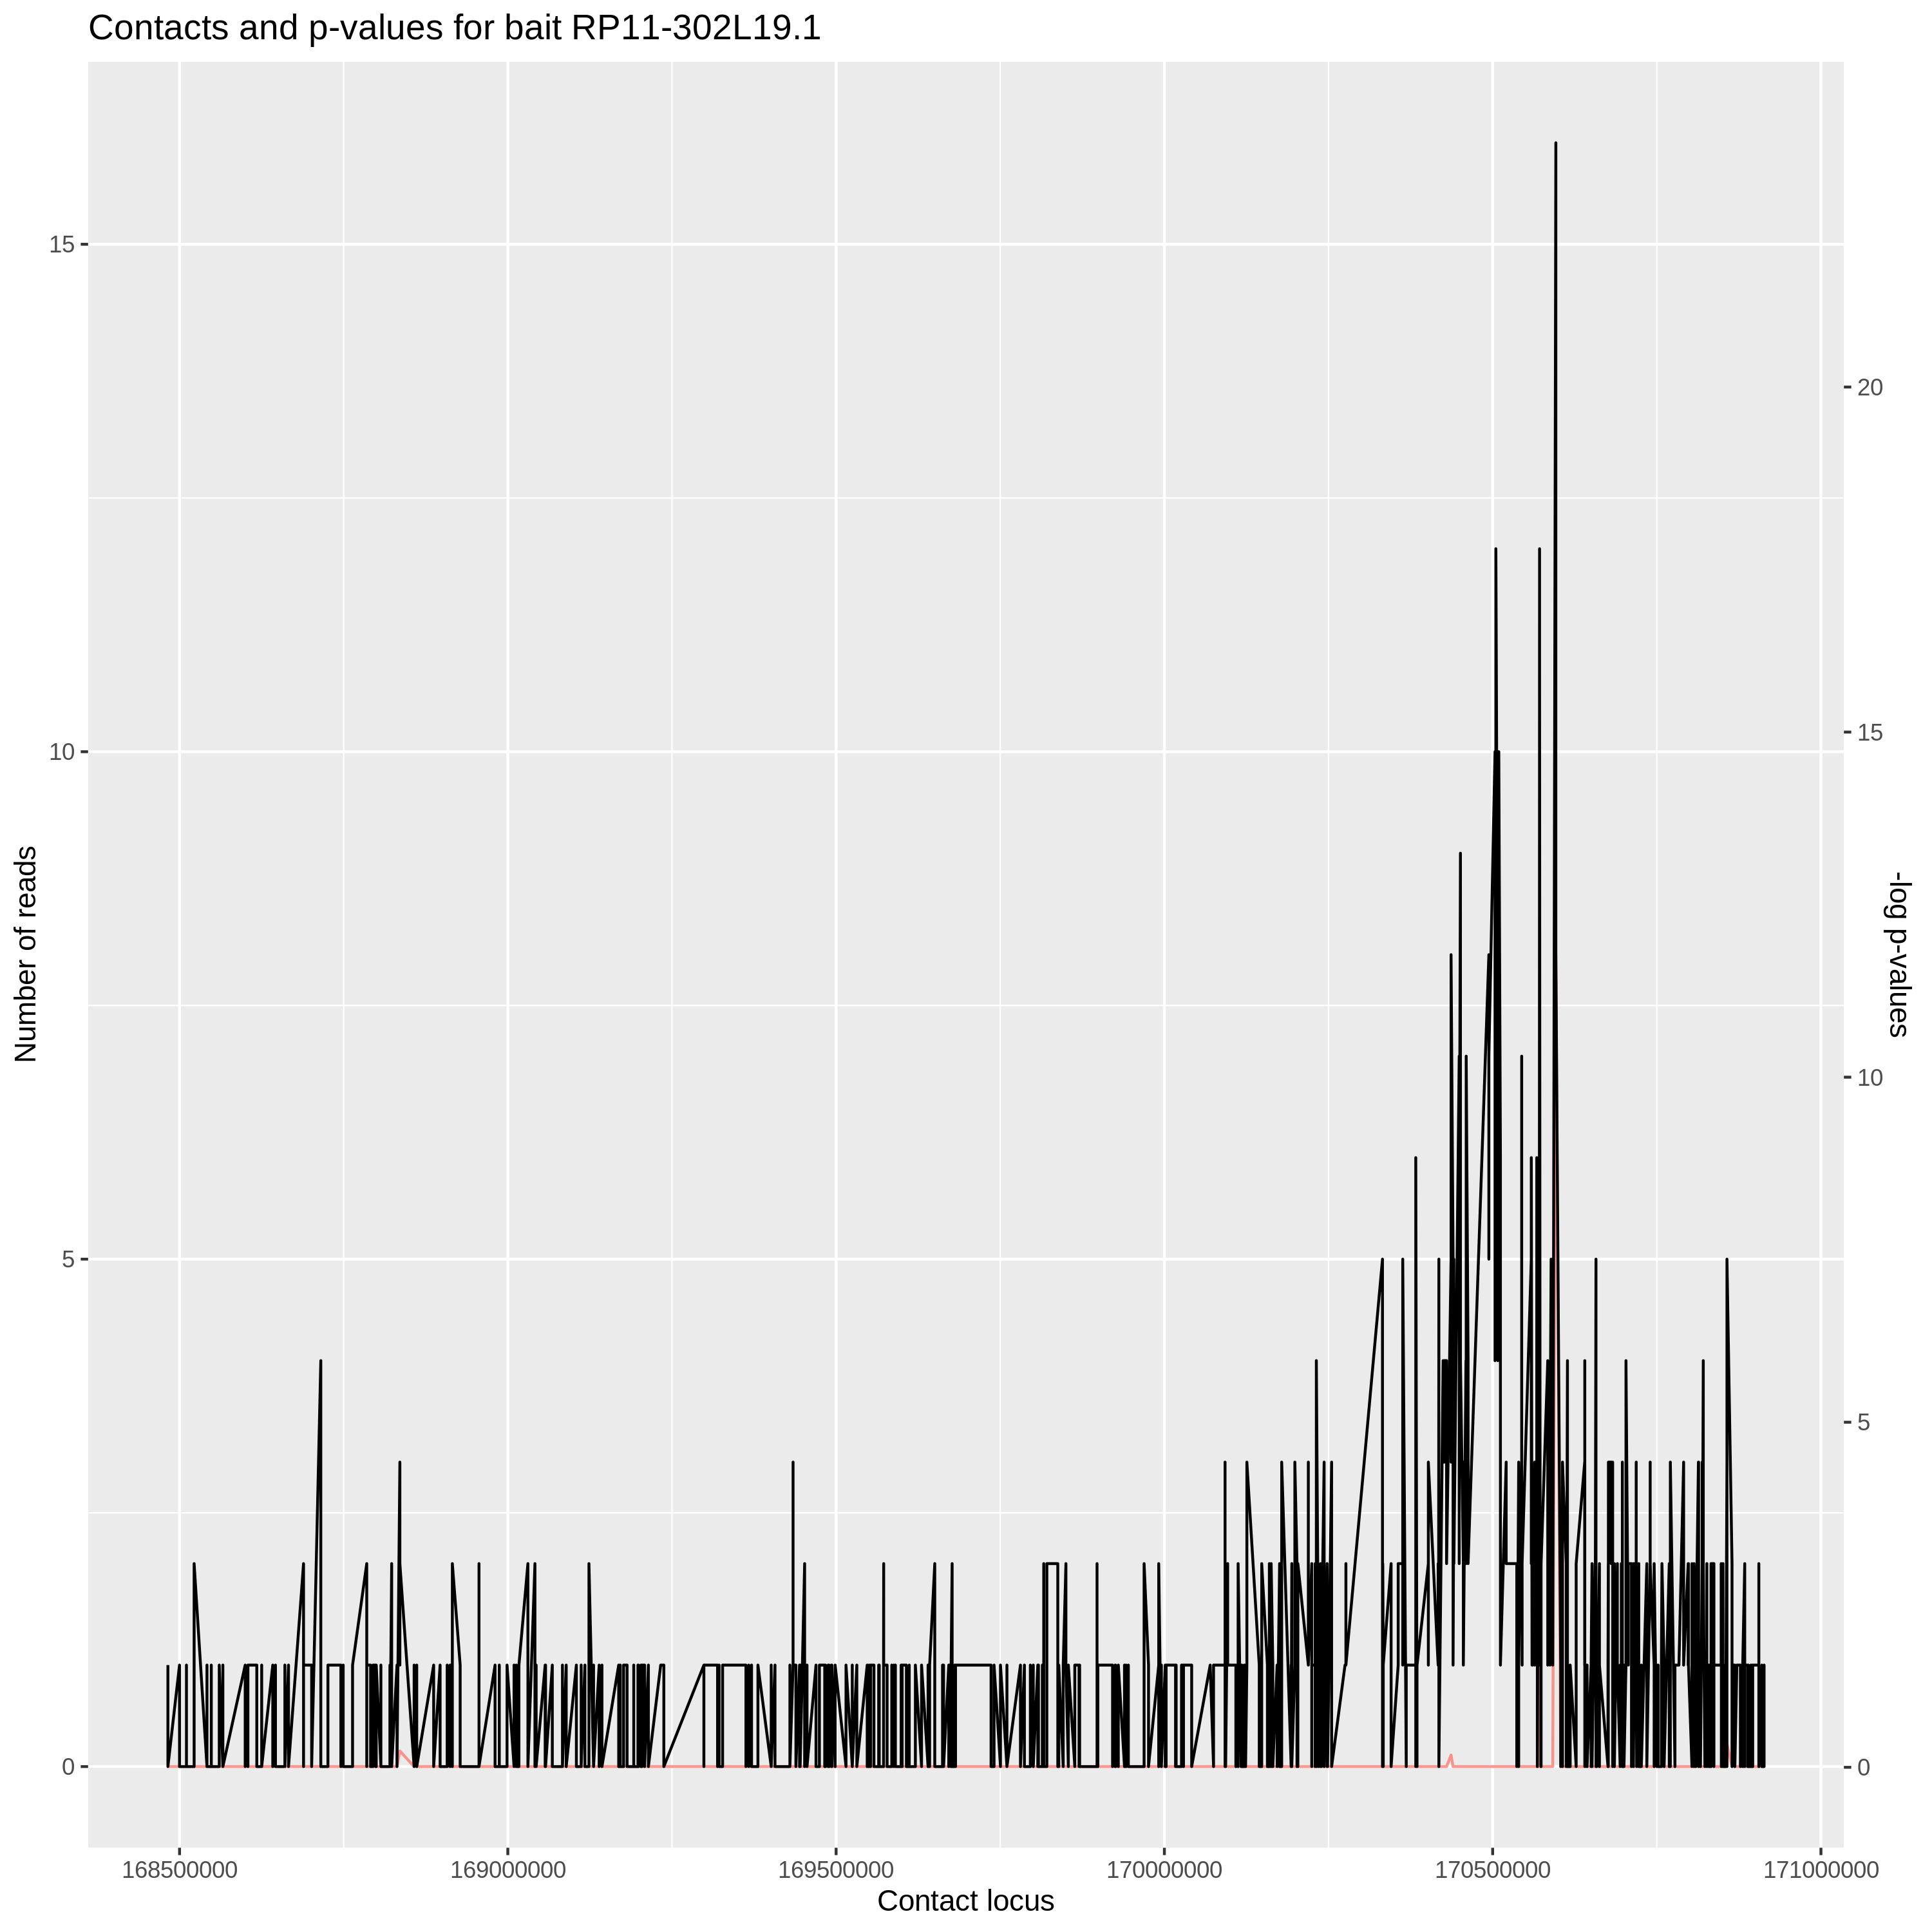 Contacts and p-values for bait RP11-302L19.1
15
10
5
0
Number of reads
20
15
10
5
0
-log p-values
168500000 169000000 169500000 170000000 170500000 171000000
Contact locus